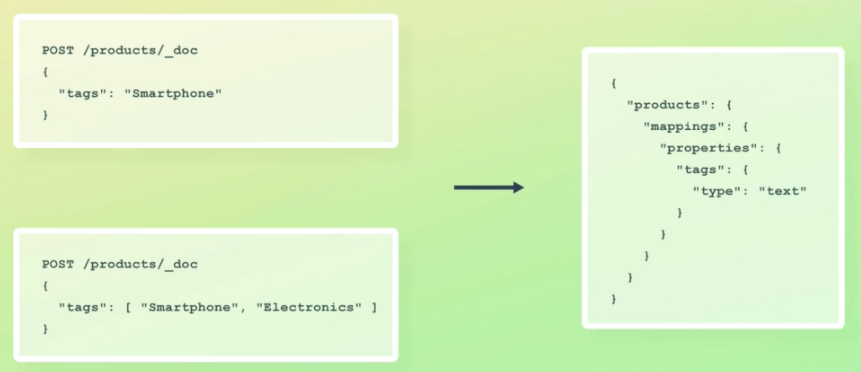 POST /products/_doc
{
  "tags": "Smartphone"
}
POST /products/_doc
{
  "tags": [ "Smartphone", "Electronics" ]
}
{
  "products": {
    "mappings": {
      "properties": {
        "tags": {
          "type": "text"
        }
      }
    }
  }
}